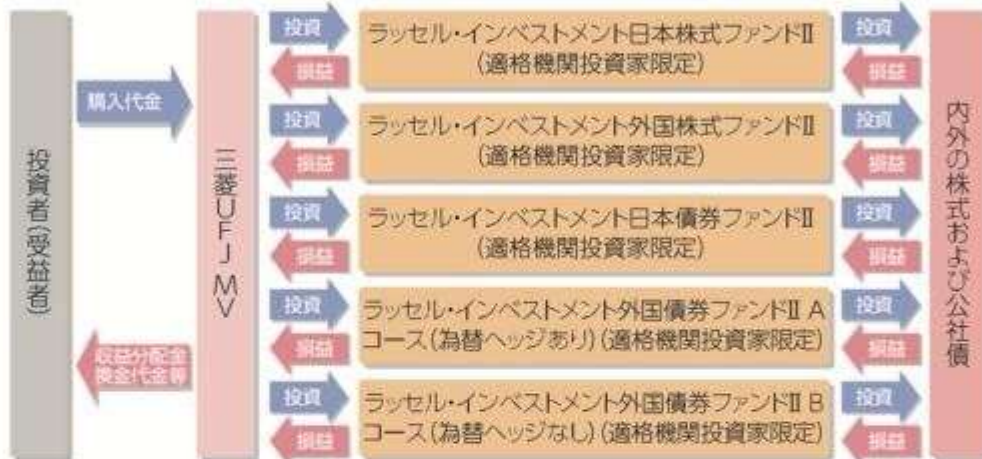 投資者(受益者)
購入代金
収益分配金
換金代金等
三菱UFJ MV
投資
損益
ラッセル・インベストメント日本株式ファンドⅡ
(適格機関投資家限定)
投資
損益
投資
損益
ラッセル・インベストメント外国株式ファンドⅡ
(適格機関投資家限定)
投資
損益
投資
損益
ラッセル・インベストメント日本債券ファンドⅡ
(適格機関投資家限定)
投資
損益
投資
損益
ラッセル・インベストメント外国債券ファンドⅡ A
コース(為替ヘッジあり)(適格機関投資家限定)
投資
損益
投資
損益
ラッセル・インベストメント外国債券ファンドⅡ B
コース(為替ヘッジなし)(適格機関投資家限定)
投資
損益
内外の株式および公社債